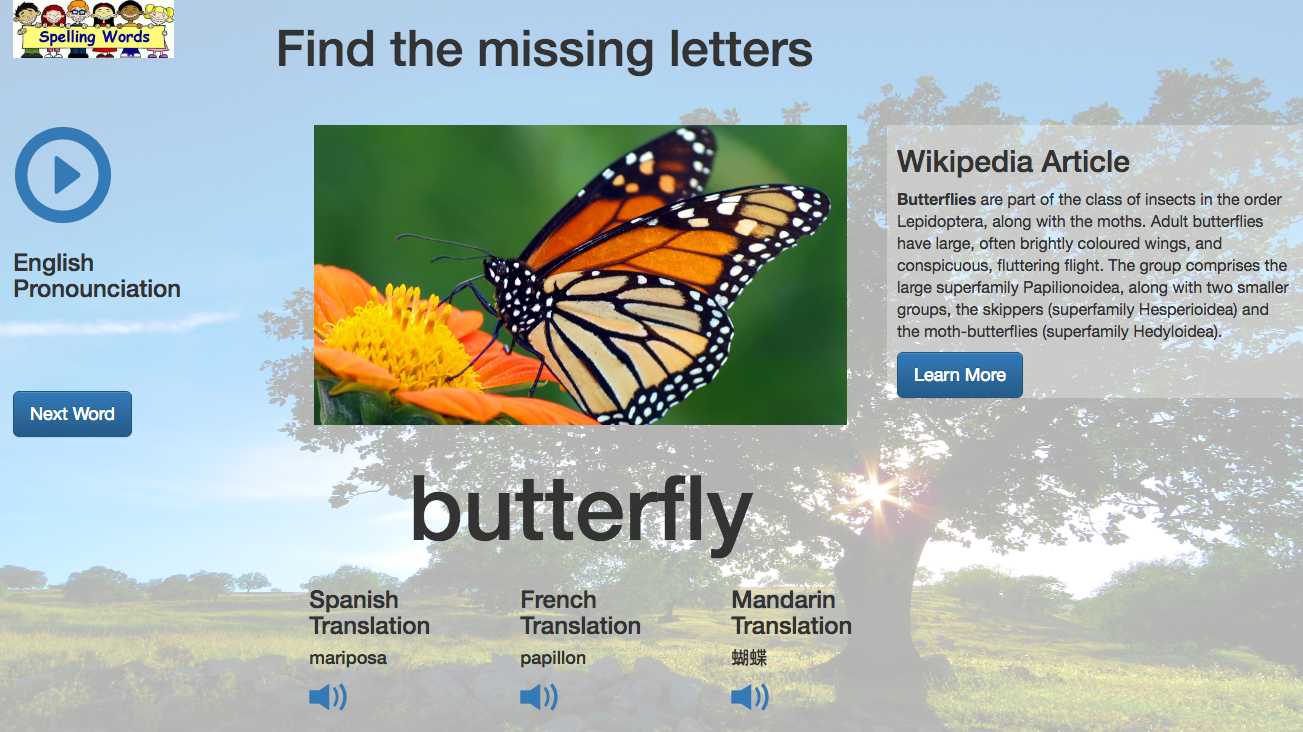 Spelling Words
Find the missing letters
English
Pronounciation
Next Word
Wikipedia Article
Butterflies are part of the class of insects in the order
Lepidoptera, along with the moths. Adult butterflies
have large, often brightly coloured wings, and
conspicuous, fluttering flight. The group comprises the
large superfamily Papilionoidea, along with two smaller
groups, the skippers (superfamily Hesperioidea) and
the moth-butterflies (superfamily Hedyloidea).
Learn More
butterfly
Spanish
Translation
mariposa
French
Translation
papillon
Mandarin
Translation
蝴蝶